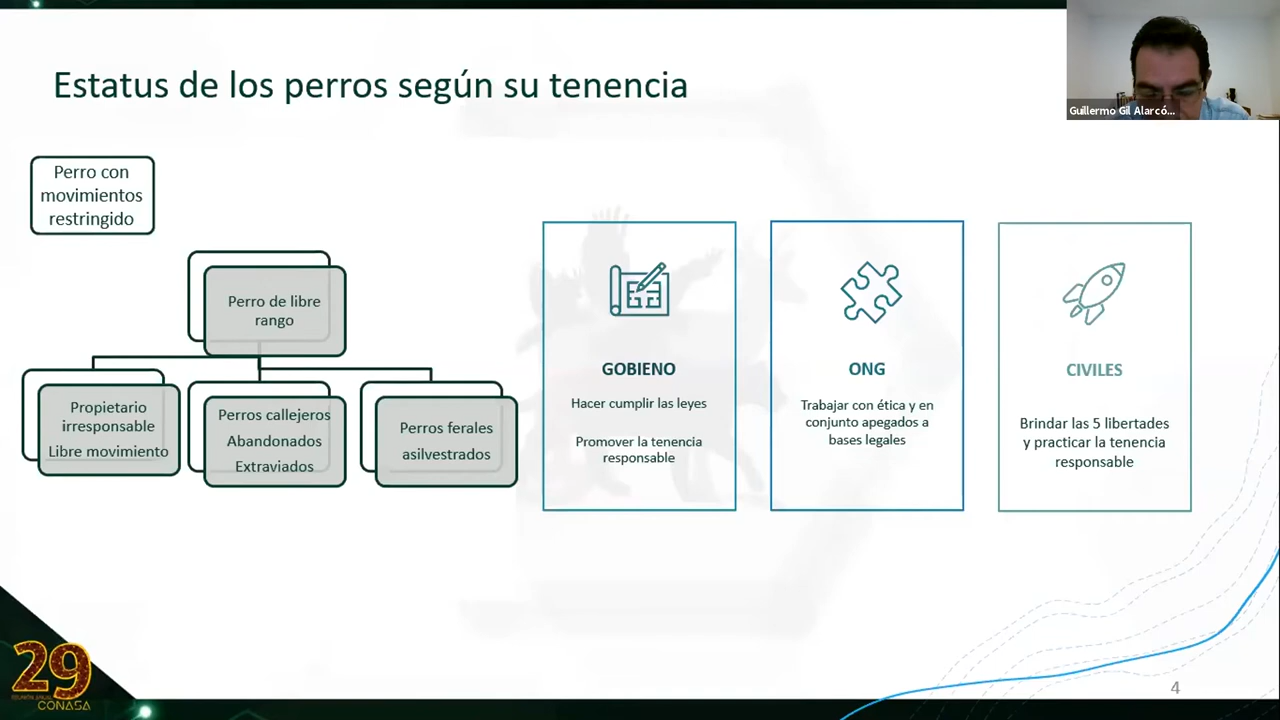 Estatus de los perros según su tenencia
Guillermo Gil Alarcó...
Perro con
movimientos
restringido
Perro de libre
rango
Propietario
irresponsable
Libre movimiento
Perros callejeros
Abandonados
Extraviados
Perros ferales
asilvestrados
GOBIENO
Hacer cumplir las leyes
Promover la tenencia
responsable
ONG
Trabajar con ética y en
conjunto apegados a
bases legales
CIVILES
Brindar las 5 libertades
y practicar la tenencia
responsable
29
REUNIÓN ANUAL
CONASA
4